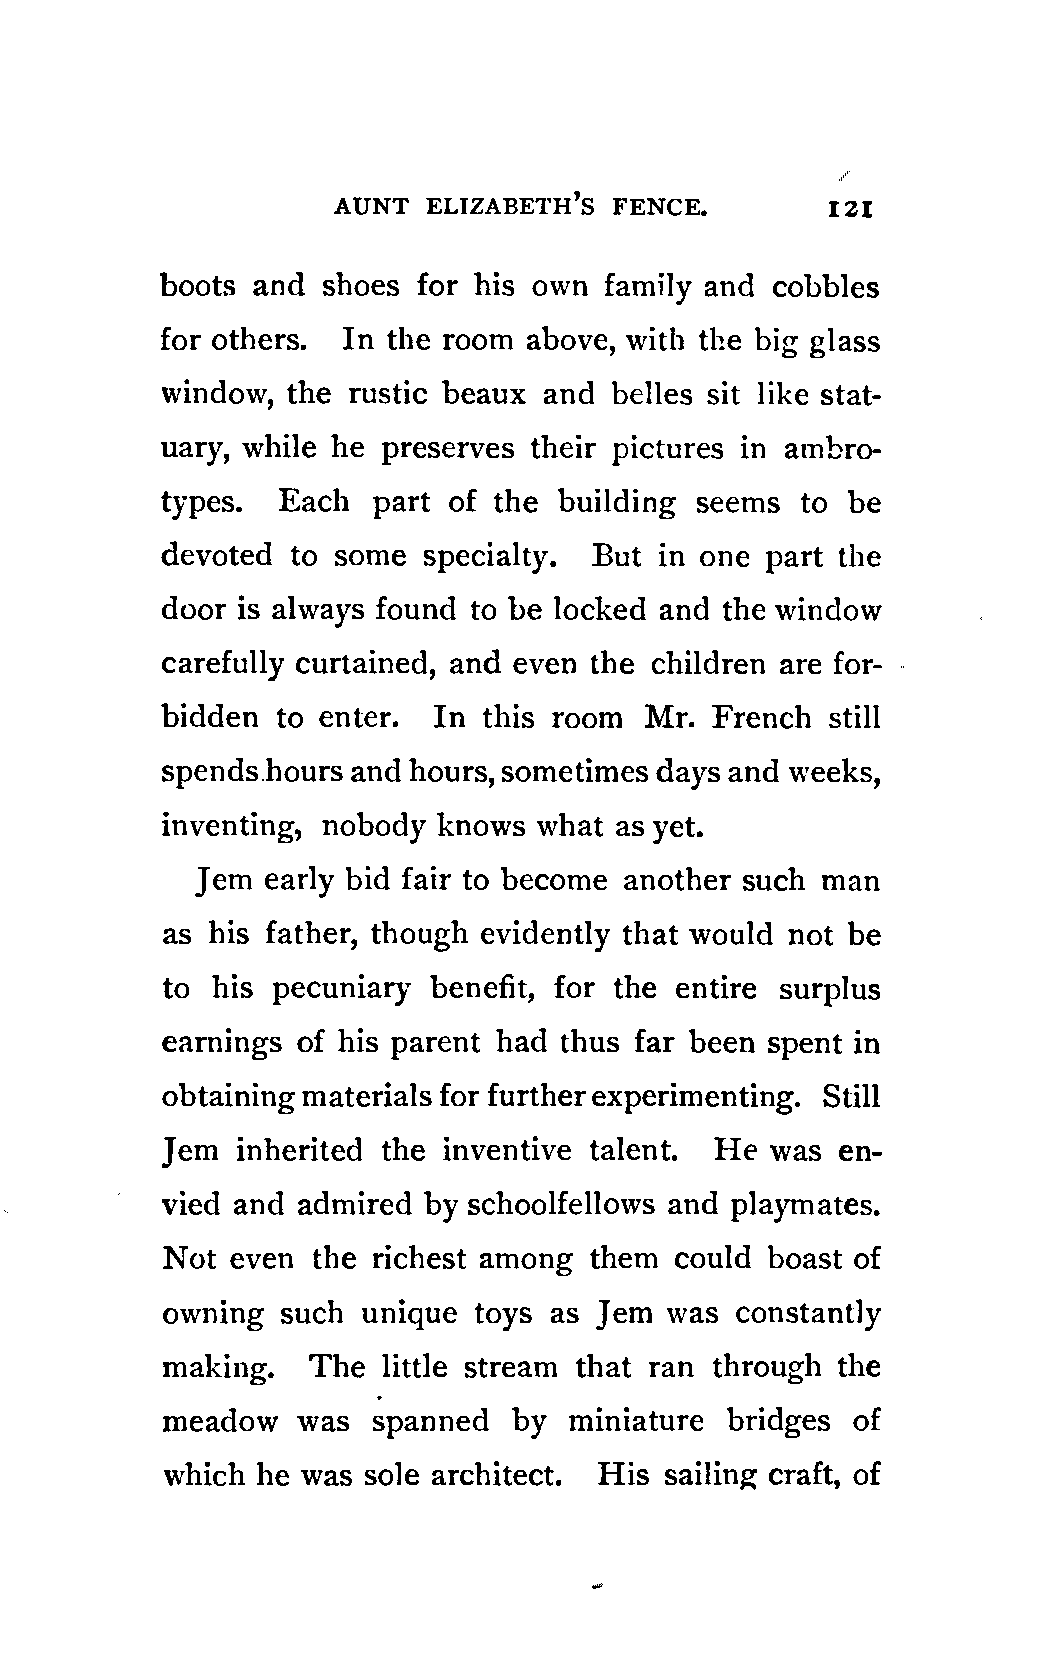 AUNT ELIZABETH'S FENCE. 121
boots and shoes for his own family and cobbles
for others. In the room above, with the big glass
window, the rustic beaux and belles sit like stat-
uary, while he preserves their pictures in ambro-
types. Each part of the building seems to be
devoted to some specialty. But in one part the
door is always found to be locked and the window
carefully curtained, and even the children are for-
bidden to enter. In this room Mr. French still
spends hours and hours, sometimes days and weeks,
inventing, nobody knows what as yet.
Jem early bid fair to become another such man
as his father, though evidently that would not be
to his pecuniary benefit, for the entire surplus
earnings of his parent had thus far been spent in
obtaining materials for further experimenting. Still
Jem inherited the inventive talent. He was en-
vied and admired by schoolfellows and playmates.
Not even the richest among them could boast of
owning such unique toys as Jem was constantly
making. The little stream that ran through the
meadow was spanned by miniature bridges of
which he was sole architect. His sailing craft, of